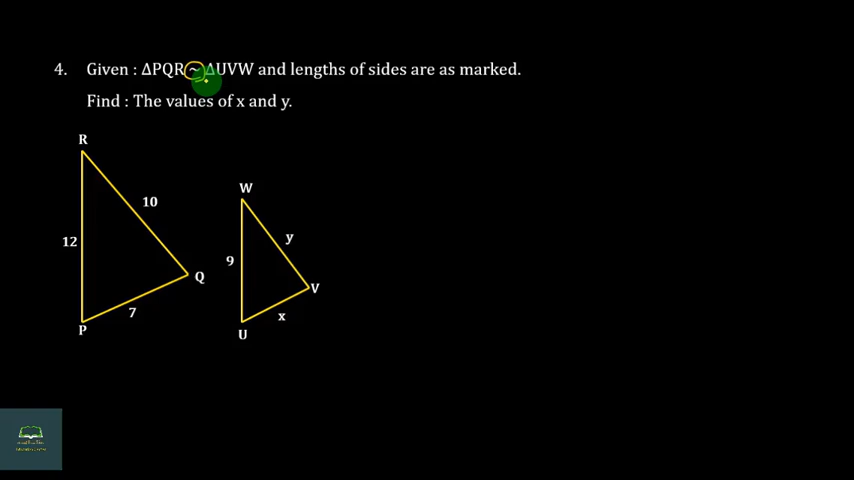 4. Given : ΔPQR ~ ΔUVW and lengths of sides are as marked.
Find : The values of x and y.
R
W
10
y
12
9
Q
V
7
x
P
U